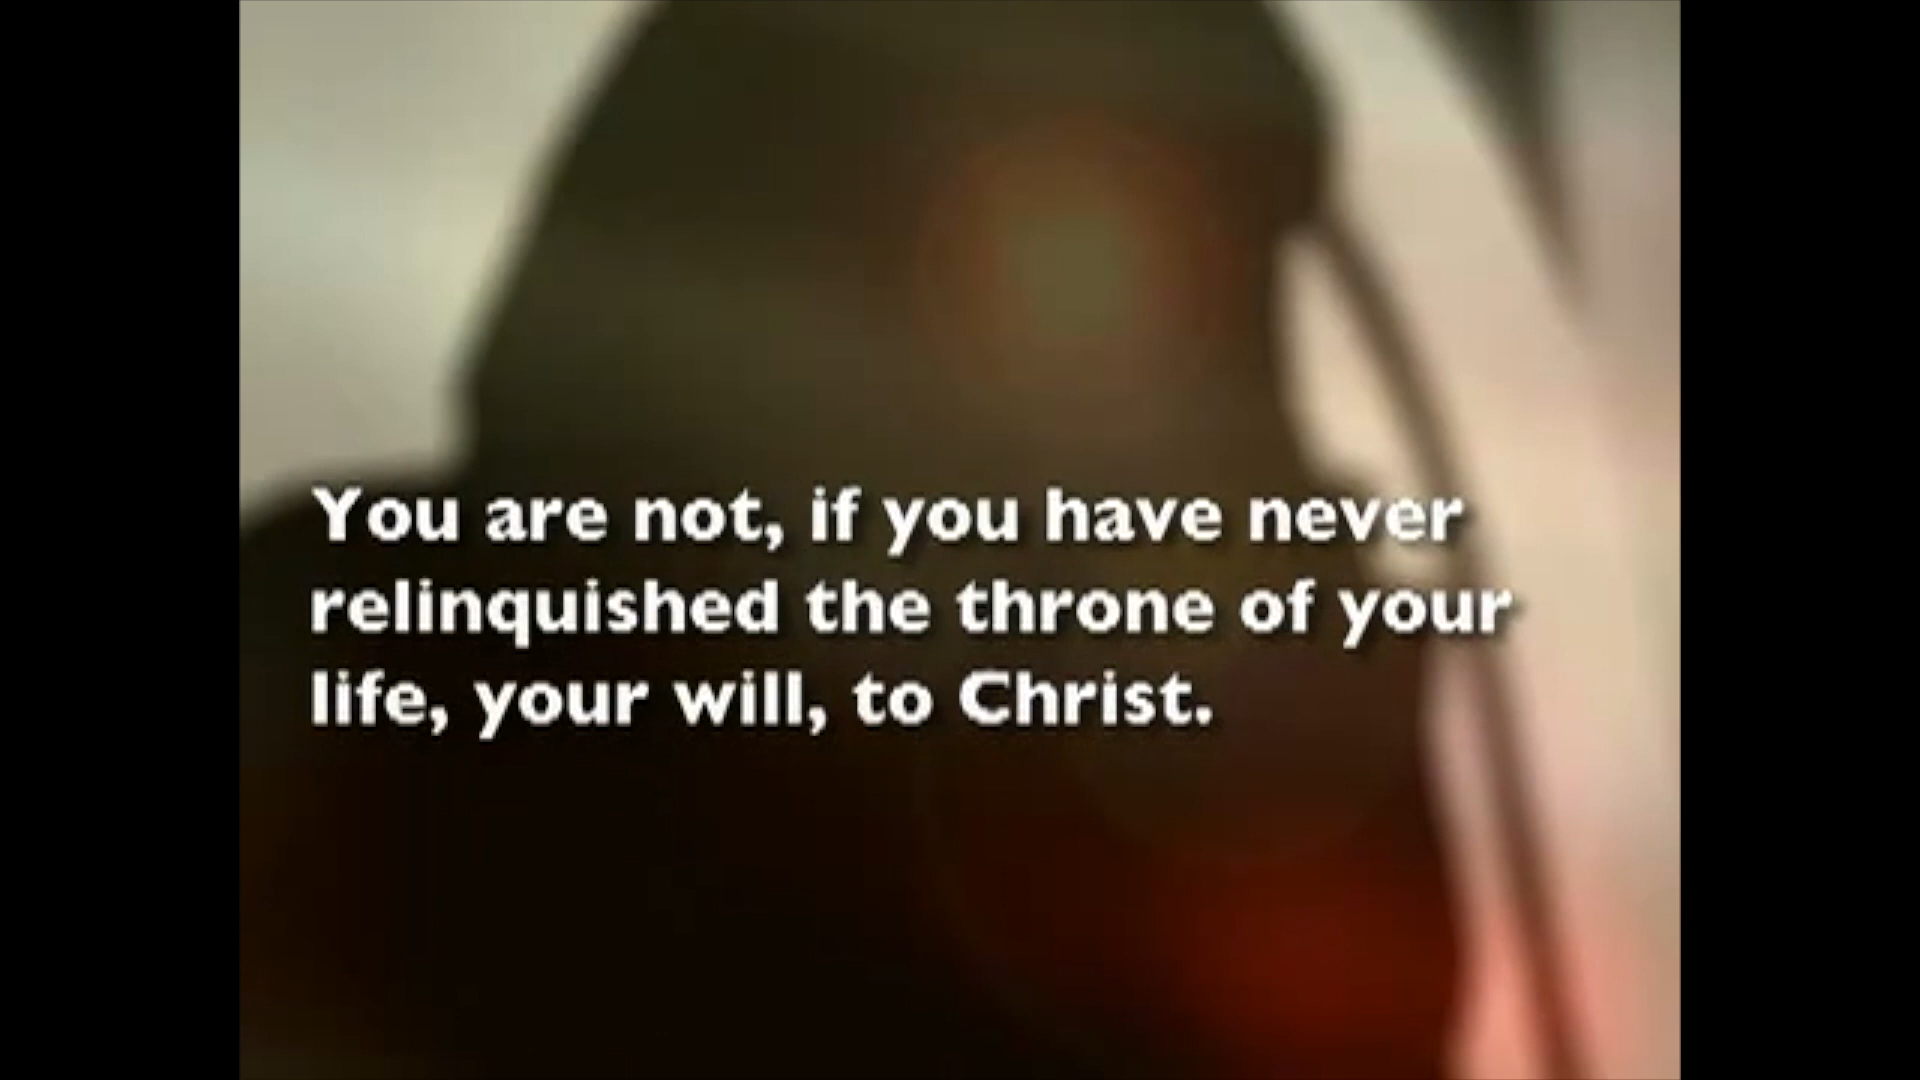 You are not, if you have never
relinquished the throne of your
life, your will, to Christ.